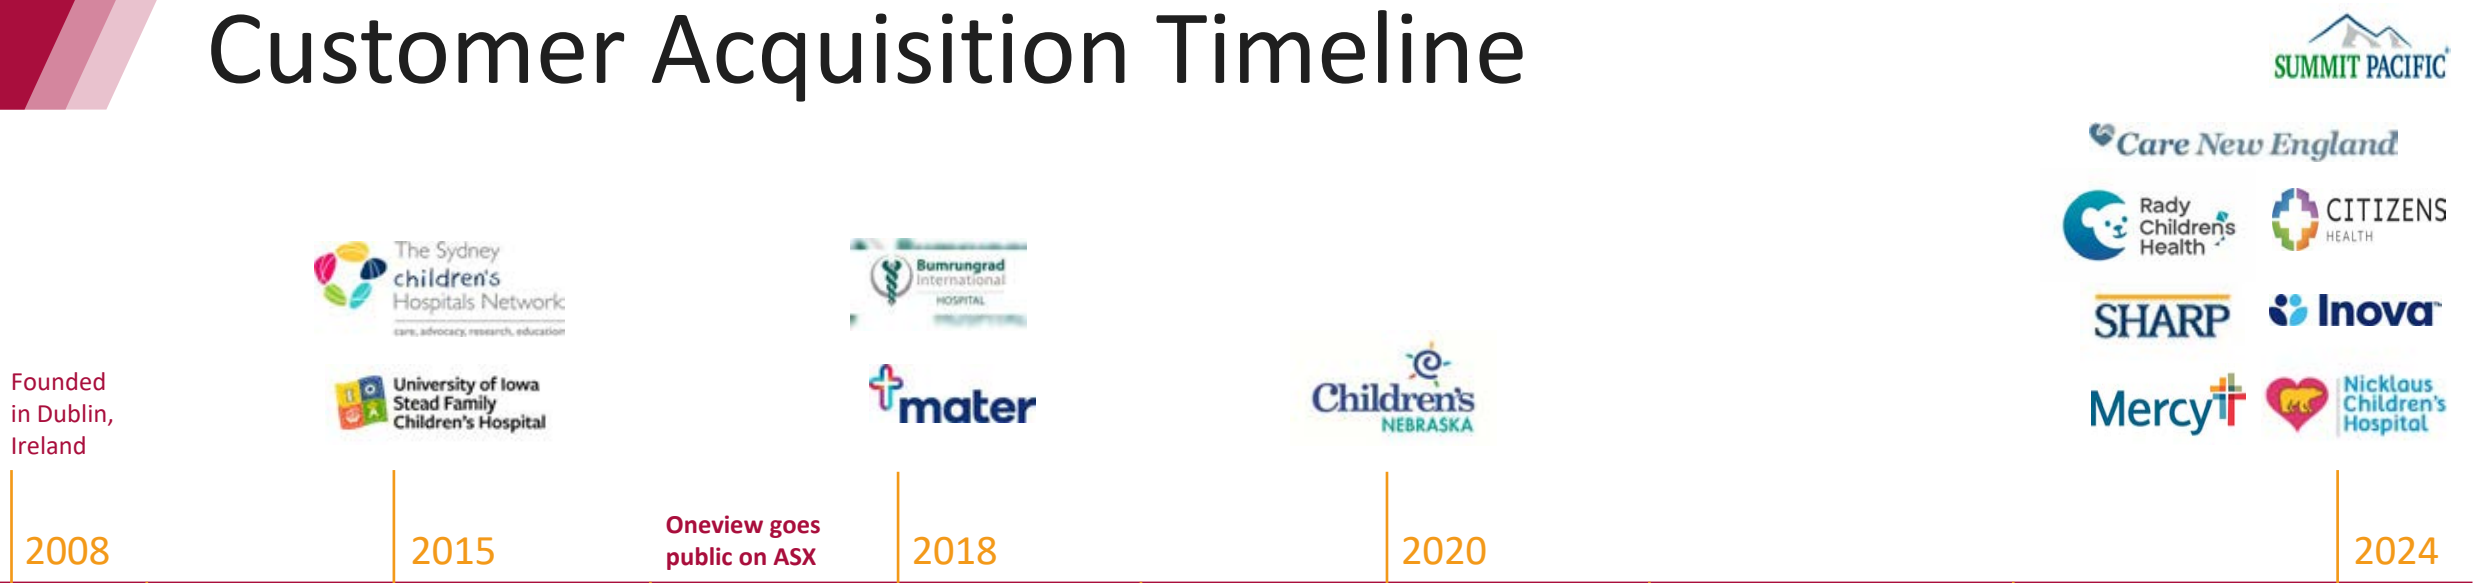 Customer Acquisition Timeline
SUMMIT PACIFIC
Care New England
Rady
Children's
Health
CITIZENS
HEALTH
The Sydney
children's
Hospitals Network
care, advocacy, research, education
Bumrungrad
International
HOSPITAL
SHARP
Inova
Founded
in Dublin,
Ireland
University of Iowa
Stead Family
Children's Hospital
mater
Children's
NEBRASKA
Mercy
Nicklaus
Children's
Hospital
2008
2015
Oneview goes
public on ASX
2018
2020
2024